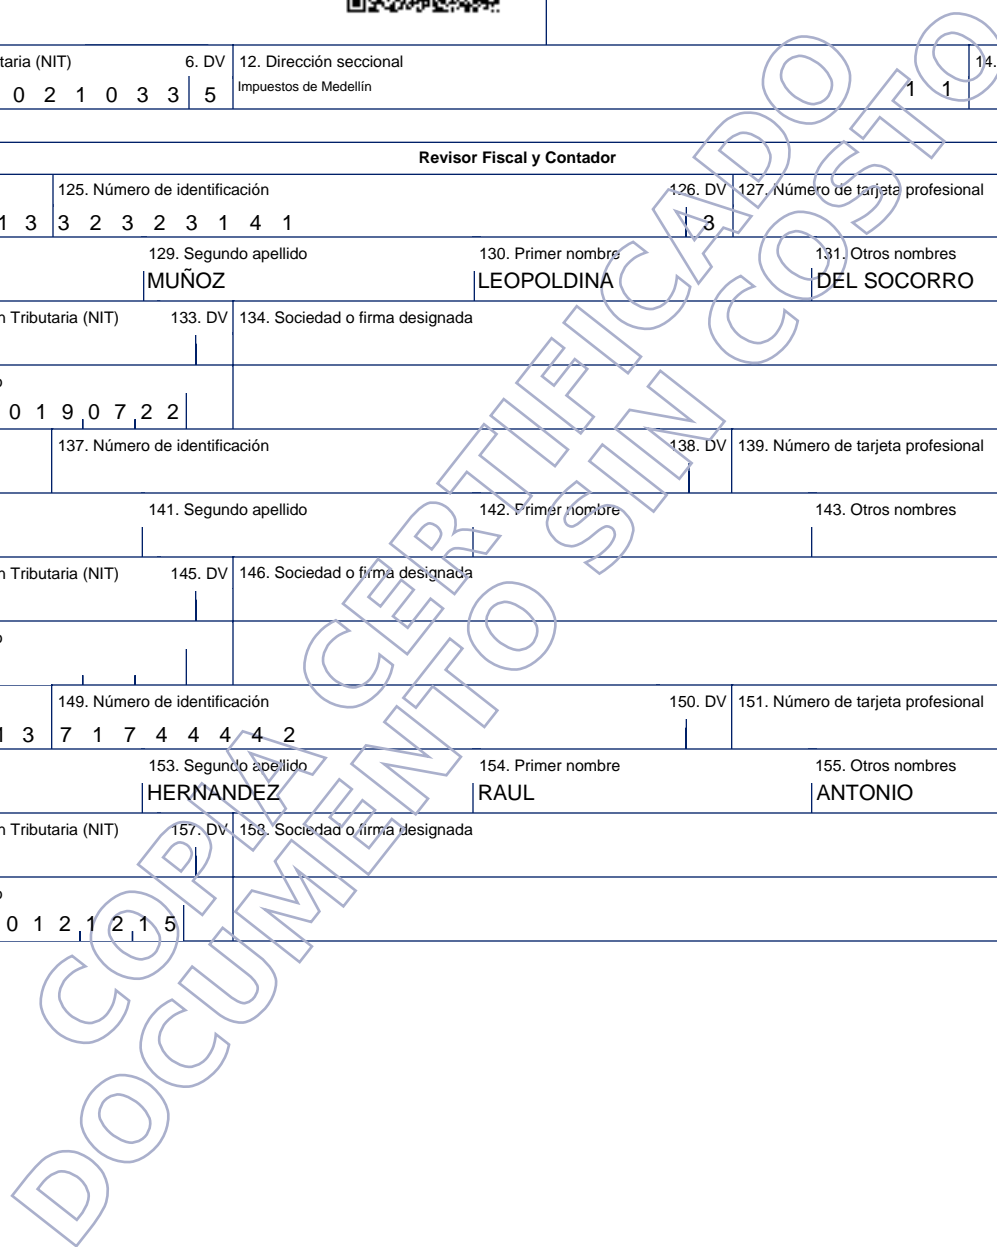 taria (NIT) 6. DV 12. Dirección seccional 14.
0 2 1 0 3 3 5 Impuestos de Medellín 1 1
Revisor Fiscal y Contador
125. Número de identificación 126. DV 127. Número de tarjeta profesional
1 3 3 2 3 2 3 1 4 1 3
129. Segundo apellido 130. Primer nombre 131. Otros nombres
MUÑOZ LEOPOLDINA DEL SOCORRO
n Tributaria (NIT) 133. DV 134. Sociedad o firma designada
o
0 1 9 0 7 2 2
137. Número de identificación 138. DV 139. Número de tarjeta profesional
141. Segundo apellido 142. Primer nombre 143. Otros nombres
n Tributaria (NIT) 145. DV 146. Sociedad o firma designada
o
149. Número de identificación 150. DV 151. Número de tarjeta profesional
1 3 7 1 7 4 4 4 4 2
153. Segundo apellido 154. Primer nombre 155. Otros nombres
HERNANDEZ RAUL ANTONIO
n Tributaria (NIT) 157. DV 158. Sociedad o firma designada
o
0 1 2 1 2 1 5
COPIA CERTIFICADO
DOCUMENTO SIN COSTO